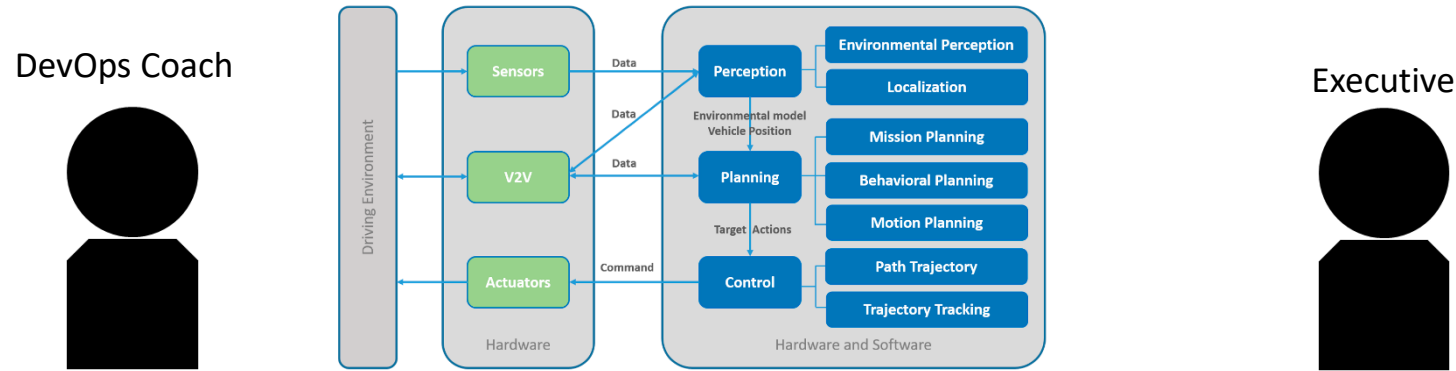 DevOps Coach
Executive
Driving Environment
Sensors
V2V
Actuators
Hardware
Data
Data
Data
Command
Perception
Environmental model
Vehicle Position
Planning
Target Actions
Control
Environmental Perception
Localization
Mission Planning
Behavioral Planning
Motion Planning
Path Trajectory
Trajectory Tracking
Hardware and Software